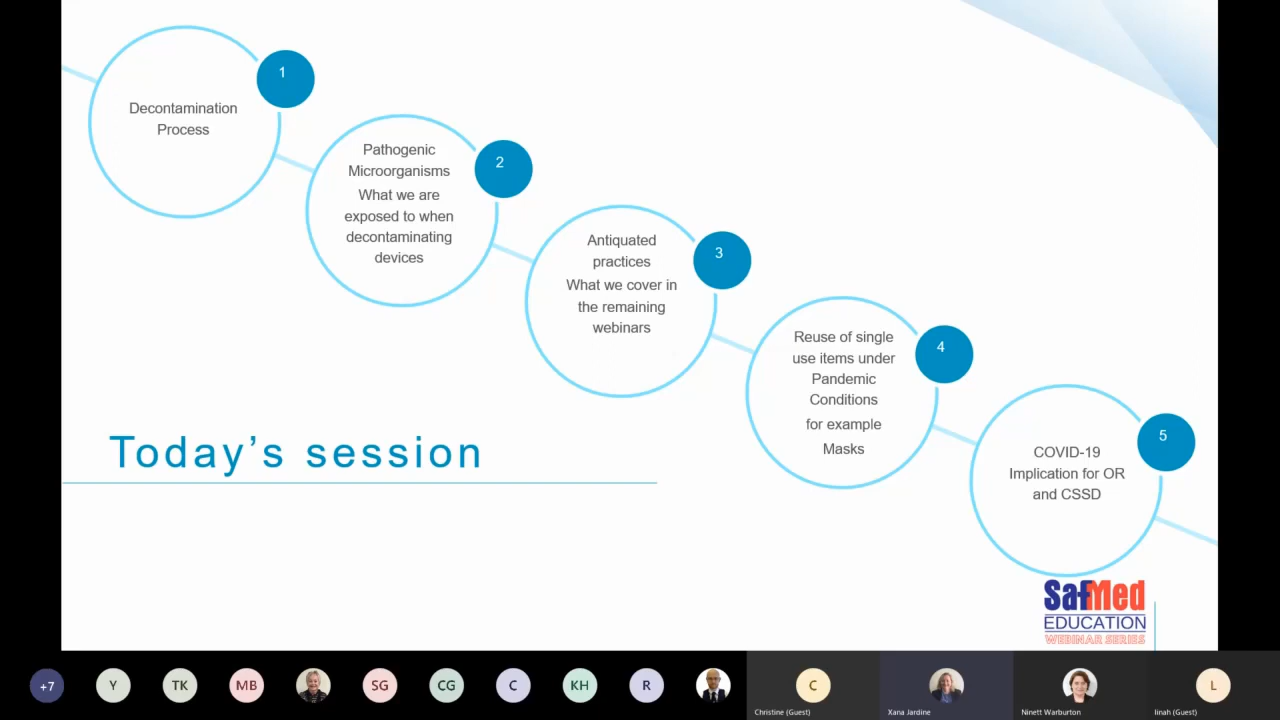 1
Decontamination
Process
2
Pathogenic
Microorganisms
What we are
exposed to when
decontaminating
devices
3
Antiquated
practices
What we cover in
the remaining
webinars
4
Reuse of single
use items under
Pandemic
Conditions
for example
Masks
5
COVID-19
Implication for OR
and CSSD
Today's session
SafMed
EDUCATION
WEBINAR SERIES
+7
Y
TK
MB
SG
CG
C
KH
R
C
L
Christine (Guest)
Xana Jardine
Ninett Warburton
linah (Guest)